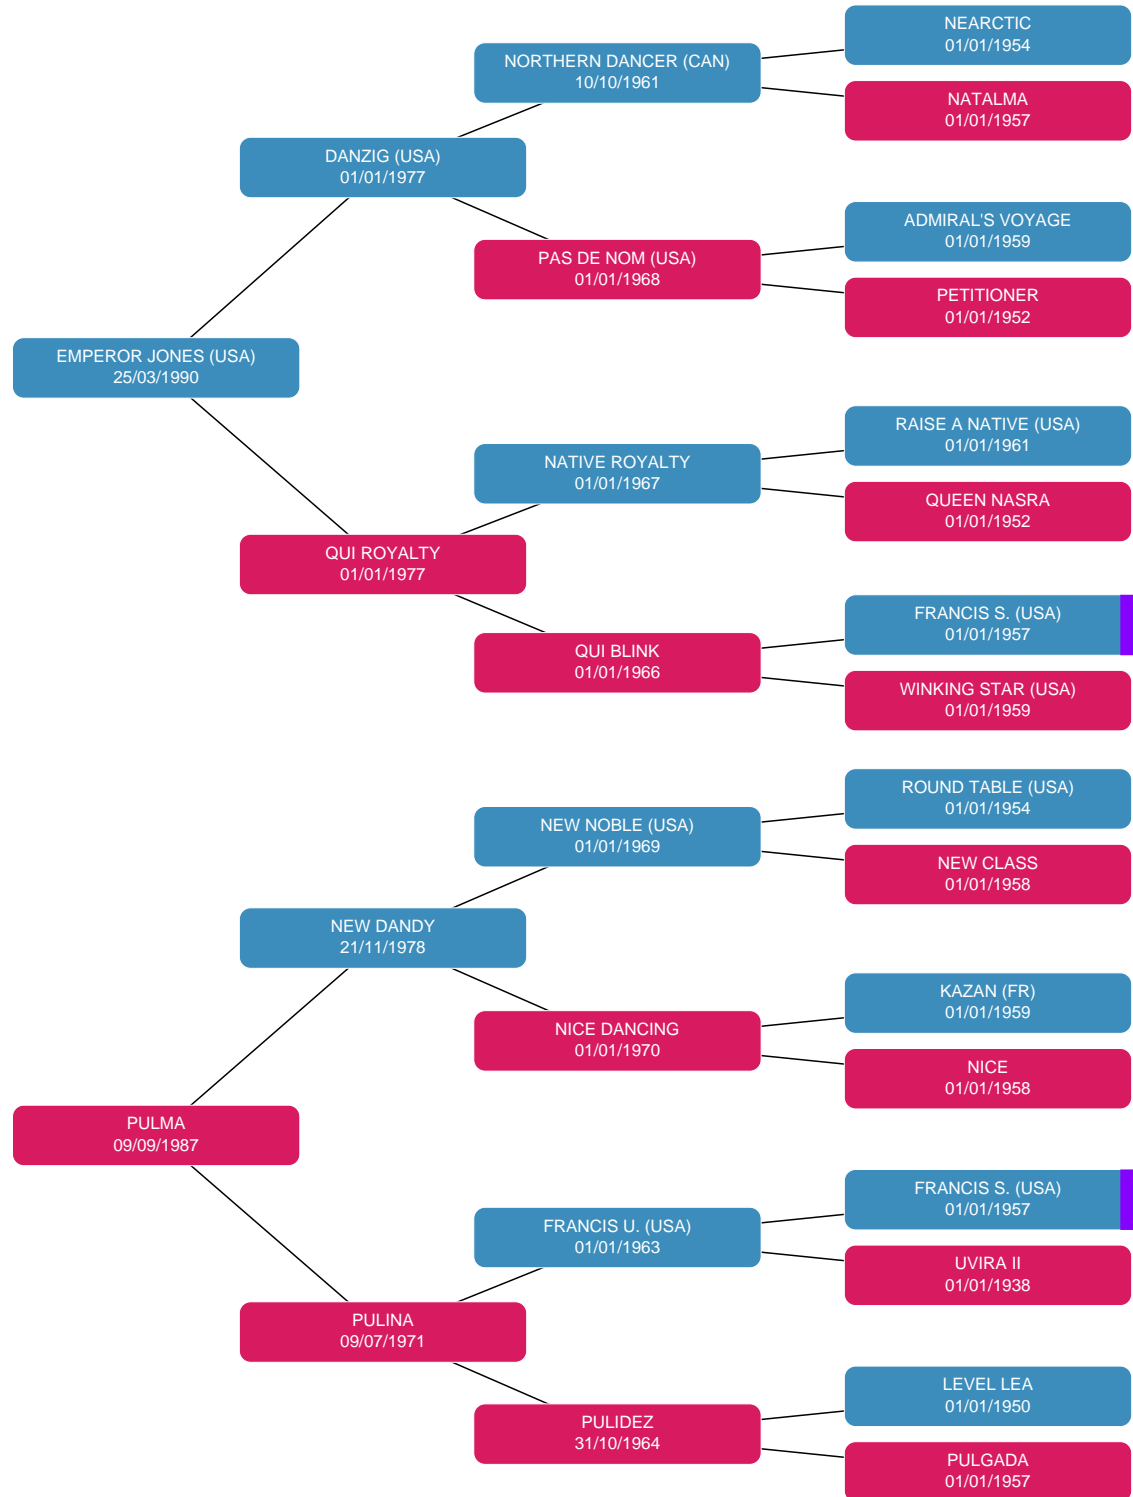 NEARCTIC
01/01/1954
NORTHERN DANCER (CAN)
10/10/1961
NATALMA
01/01/1957
DANZIG (USA)
01/01/1977
ADMIRAL'S VOYAGE
01/01/1959
PAS DE NOM (USA)
01/01/1968
PETITIONER
01/01/1952
EMPEROR JONES (USA)
25/03/1990
RAISE A NATIVE (USA)
01/01/1961
NATIVE ROYALTY
01/01/1967
QUEEN NASRA
01/01/1952
QUI ROYALTY
01/01/1977
FRANCIS S. (USA)
01/01/1957
QUI BLINK
01/01/1966
WINKING STAR (USA)
01/01/1959
ROUND TABLE (USA)
01/01/1954
NEW NOBLE (USA)
01/01/1969
NEW CLASS
01/01/1958
NEW DANDY
21/11/1978
KAZAN (FR)
01/01/1959
NICE DANCING
01/01/1970
NICE
01/01/1958
PULMA
09/09/1987
FRANCIS S. (USA)
01/01/1957
FRANCIS U. (USA)
01/01/1963
UVIRA II
01/01/1938
PULINA
09/07/1971
LEVEL LEA
01/01/1950
PULIDEZ
31/10/1964
PULGADA
01/01/1957